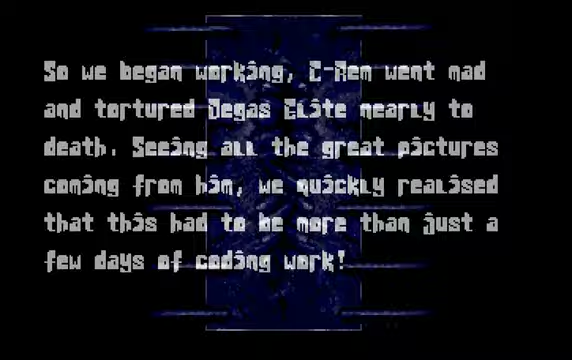 So we began working, C-Rem went mad
and tortured Degas Elite nearly to
death. Seeing all the great pictures
coming from him, we quickly realised
that this had to be more than just a
few days of coding work!